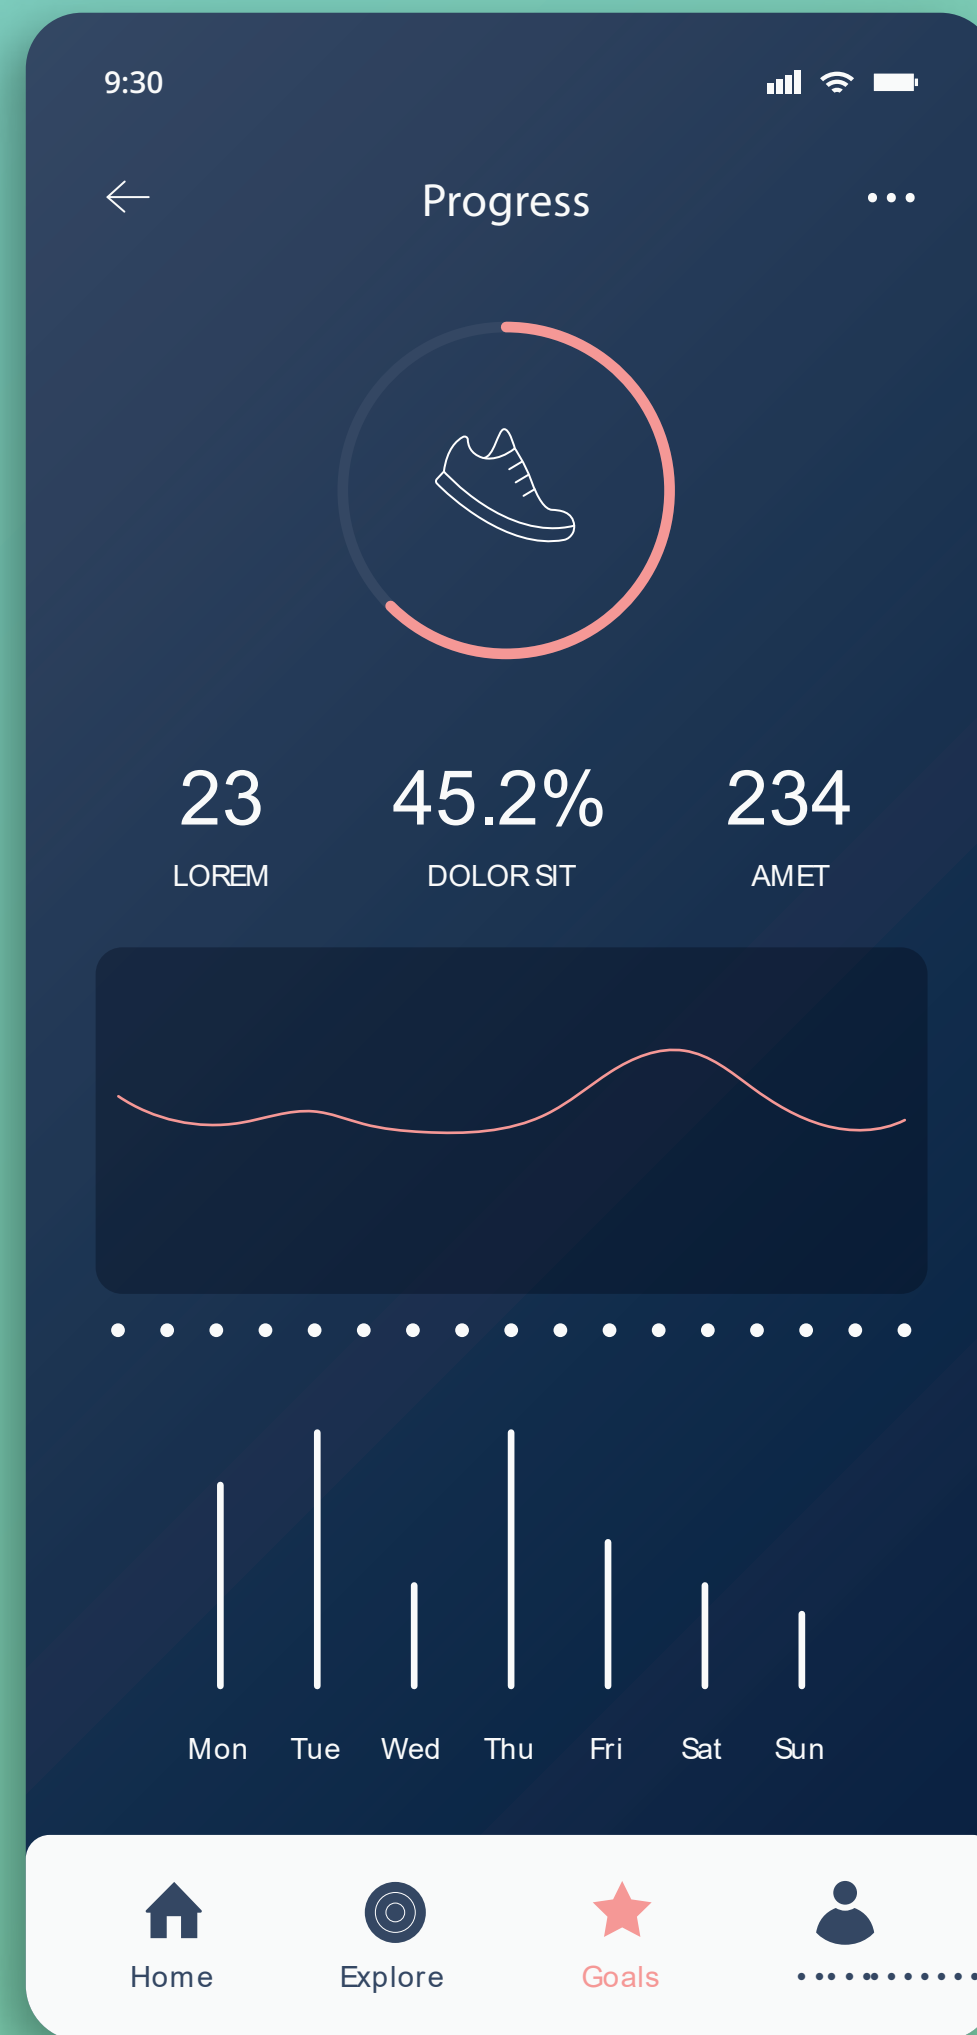 9:30
Progress
23 45.2% 234
LOREM DOLOR SIT AMET
Mon Tue Wed Thu Fri Sat Sun
Home Explore Goals